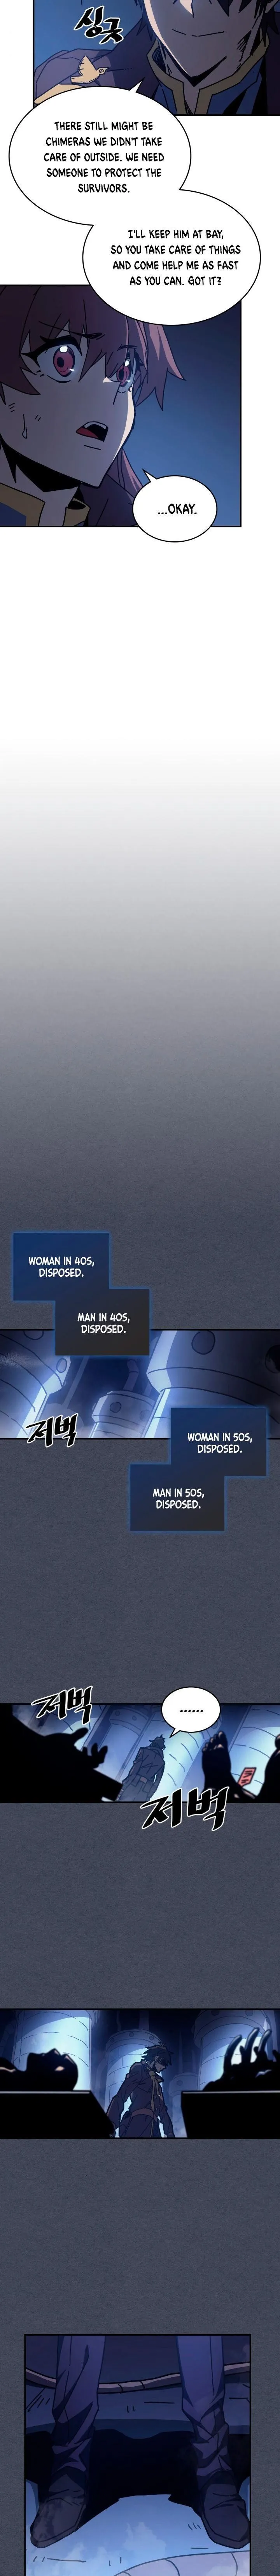 싱긋
THERE STILL MIGHT BE
CHIMERAS WE DIDN'T TAKE
CARE OF OUTSIDE. WE NEED
SOMEONE TO PROTECT THE
SURVIVORS.
I'LL KEEP HIM AT BAY,
SO YOU TAKE CARE OF THINGS
AND COME HELP ME AS FAST
AS YOU CAN. GOT IT?
...OKAY.
WOMAN IN 40S,
DISPOSED.
MAN IN 40S,
DISPOSED.
저벅
WOMAN IN 50S,
DISPOSED.
MAN IN 50S,
DISPOSED.
저벅
......
저벅